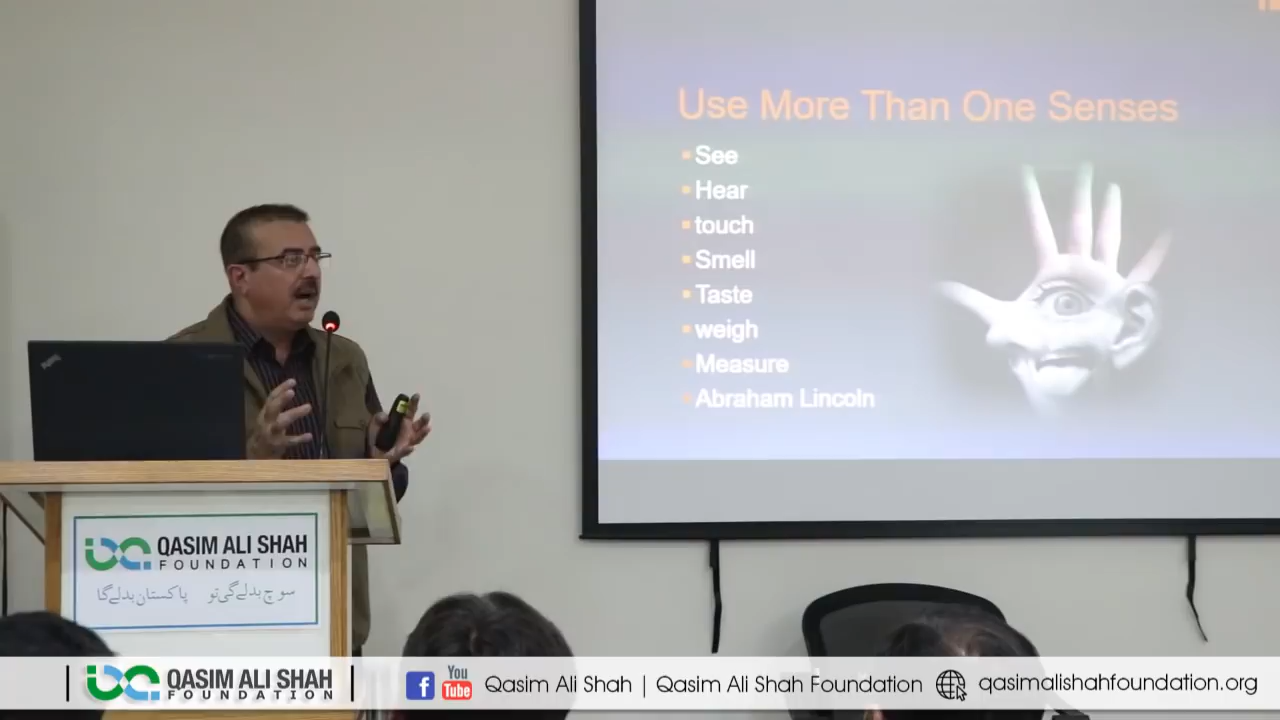 Use More Than One Senses
See
Hear
touch
Smell
Taste
weigh
Measure
Abraham Lincoln
QASIM ALI SHAH
FOUNDATION
سوچ بدلے گی تو پاکستان بدلے گا
QASIM ALI SHAH
FOUNDATION
f
You
Tube
Qasim Ali Shah | Qasim Ali Shah Foundation
qasimalishahfoundation.org